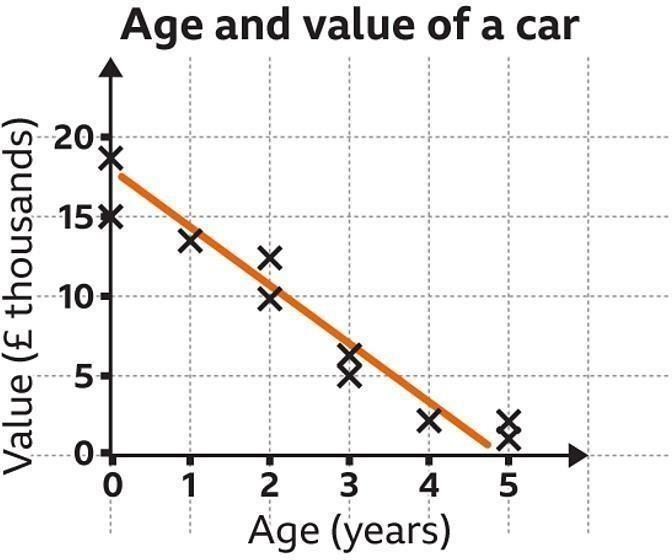 Age and value of a car
Value (£ thousands)
20
15
10
5
0
0 1 2 3 4 5
Age (years)